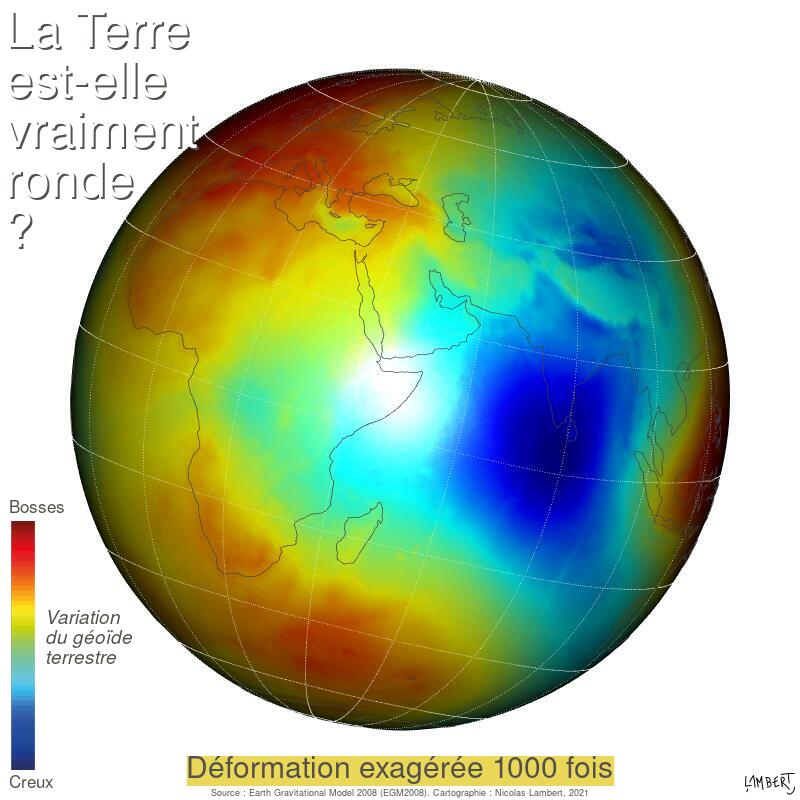 La Terre
est-elle
vraiment
ronde
?
Bosses
Variation
du géoïde
terrestre
Creux
Déformation exagérée 1000 fois
Source : Earth Gravitational Model 2008 (EGM2008). Cartographie : Nicolas Lambert, 2021
LAMBERT